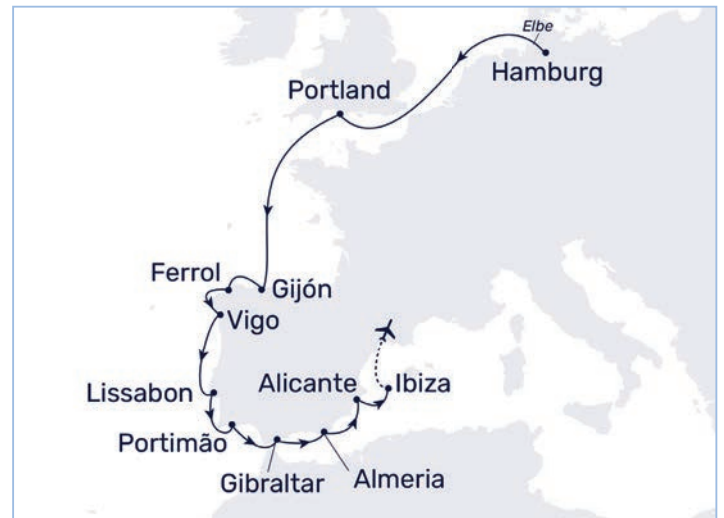 Elbe
Hamburg
Portland
Ferrol
Gijón
Vigo
Lissabon
Alicante
Ibiza
Portimão
Gibraltar
Almeria